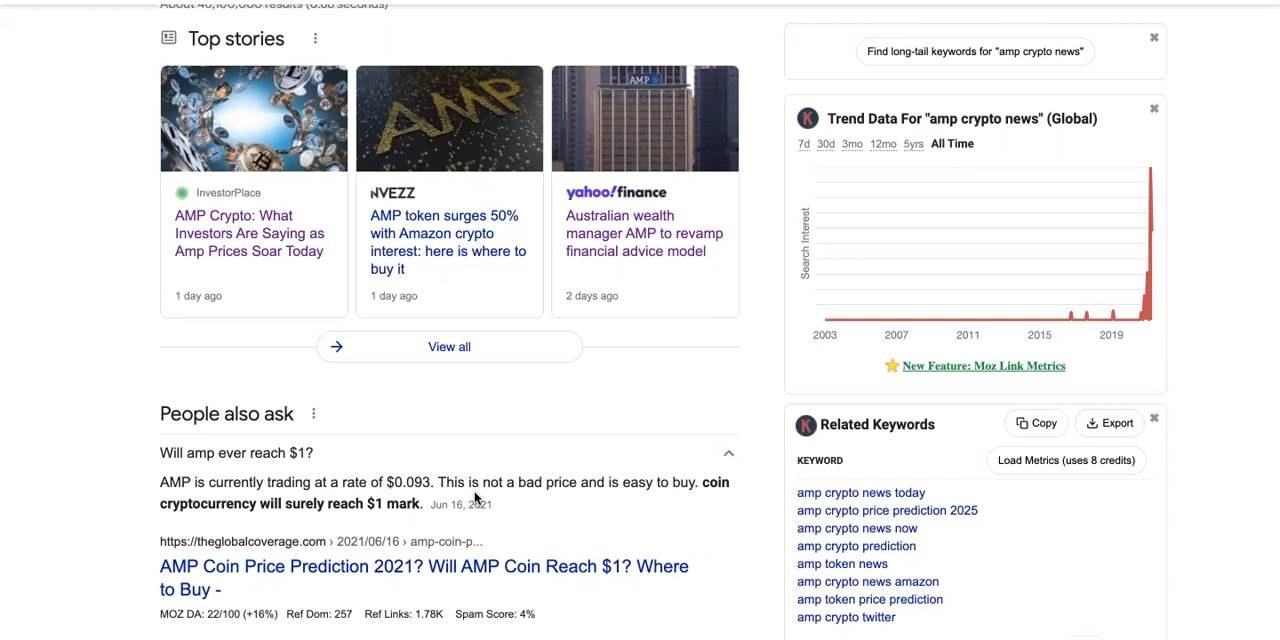 About 46,100,000 results (0.68 seconds)
Top stories
AMP
AMP
InvestorPlace
AMP Crypto: What
Investors Are Saying as
Amp Prices Soar Today
1 day ago
NVEZZ
AMP token surges 50%
with Amazon crypto
interest: here is where to
buy it
1 day ago
yahoo!finance
Australian wealth
manager AMP to revamp
financial advice model
2 days ago
View all
People also ask
Will amp ever reach $1?
AMP is currently trading at a rate of $0.093. This is not a bad price and is easy to buy. coin
cryptocurrency will surely reach $1 mark. Jun 16, 2021
https://theglobalcoverage.com › 2021/06/16 › amp-coin-p...
AMP Coin Price Prediction 2021? Will AMP Coin Reach $1? Where
to Buy -
MOZ DA: 22/100 (+16%) Ref Dom: 257 Ref Links: 1.78K Spam Score: 4%
Find long-tail keywords for "amp crypto news"
K
Trend Data For "amp crypto news" (Global)
7d 30d 3mo 12mo 5yrs All Time
Search Interest
2003 2007 2011 2015 2019
New Feature: Moz Link Metrics
K
Related Keywords
Copy
Export
KEYWORD
Load Metrics (uses 8 credits)
amp crypto news today
amp crypto price prediction 2025
amp crypto news now
amp crypto prediction
amp token news
amp crypto news amazon
amp token price prediction
amp crypto twitter